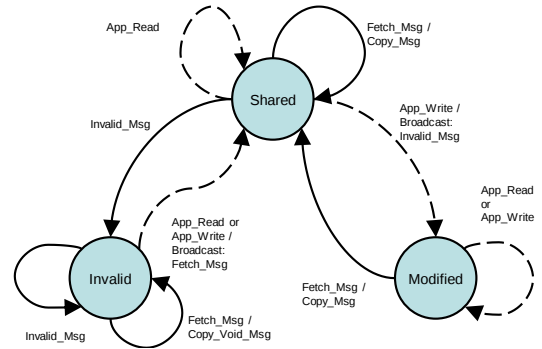 App_Read
Fetch_Msg /
Copy_Msg
Shared
Invalid_Msg
App_Write /
Broadcast:
Invalid_Msg
App_Read
or
App_Write
App_Read or
App_Write /
Broadcast:
Fetch_Msg
Invalid
Modified
Fetch_Msg /
Copy_Msg
Invalid_Msg
Fetch_Msg /
Copy_Void_Msg